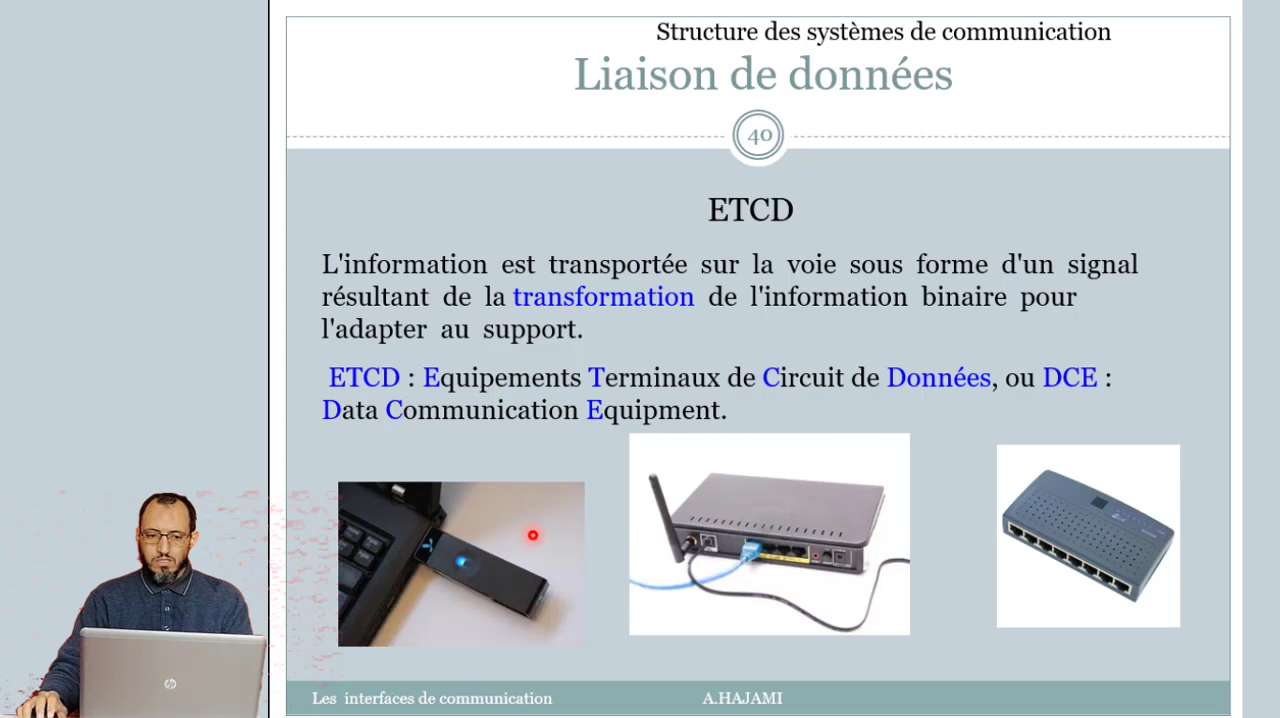 Structure des systèmes de communication
Liaison de données
40
ETCD
L'information est transportée sur la voie sous forme d'un signal
résultant de la transformation de l'information binaire pour
l'adapter au support.
ETCD : Equipements Terminaux de Circuit de Données, ou DCE :
Data Communication Equipment.
hp
Les interfaces de communication A.HAJAMI